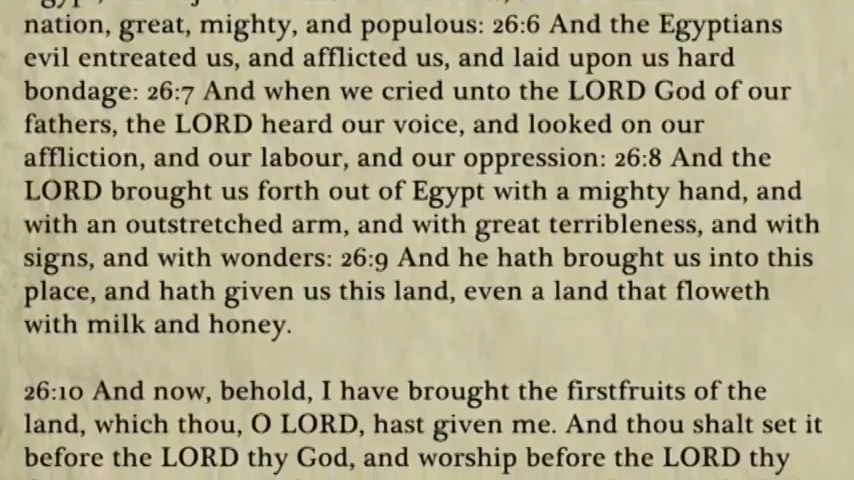 nation, great, mighty, and populous: 26:6 And the Egyptians
evil entreated us, and afflicted us, and laid upon us hard
bondage: 26:7 And when we cried unto the LORD God of our
fathers, the LORD heard our voice, and looked on our
affliction, and our labour, and our oppression: 26:8 And the
LORD brought us forth out of Egypt with a mighty hand, and
with an outstretched arm, and with great terribleness, and with
signs, and with wonders: 26:9 And he hath brought us into this
place, and hath given us this land, even a land that floweth
with milk and honey.
26:10 And now, behold, I have brought the firstfruits of the
land, which thou, O LORD, hast given me. And thou shalt set it
before the LORD thy God, and worship before the LORD thy